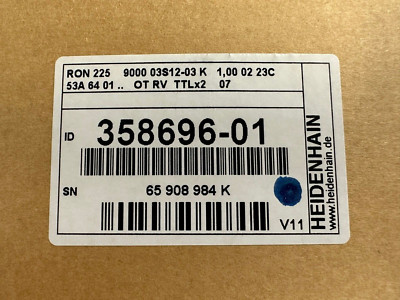 RON 225 9000 03S12-03 K 1,00 02 23C
53A 64 01 .. OT RV TTLx2 07
ID 358696-01
SN 65 908 984 K
V11
HEIDENHAIN
www.heidenhain.de